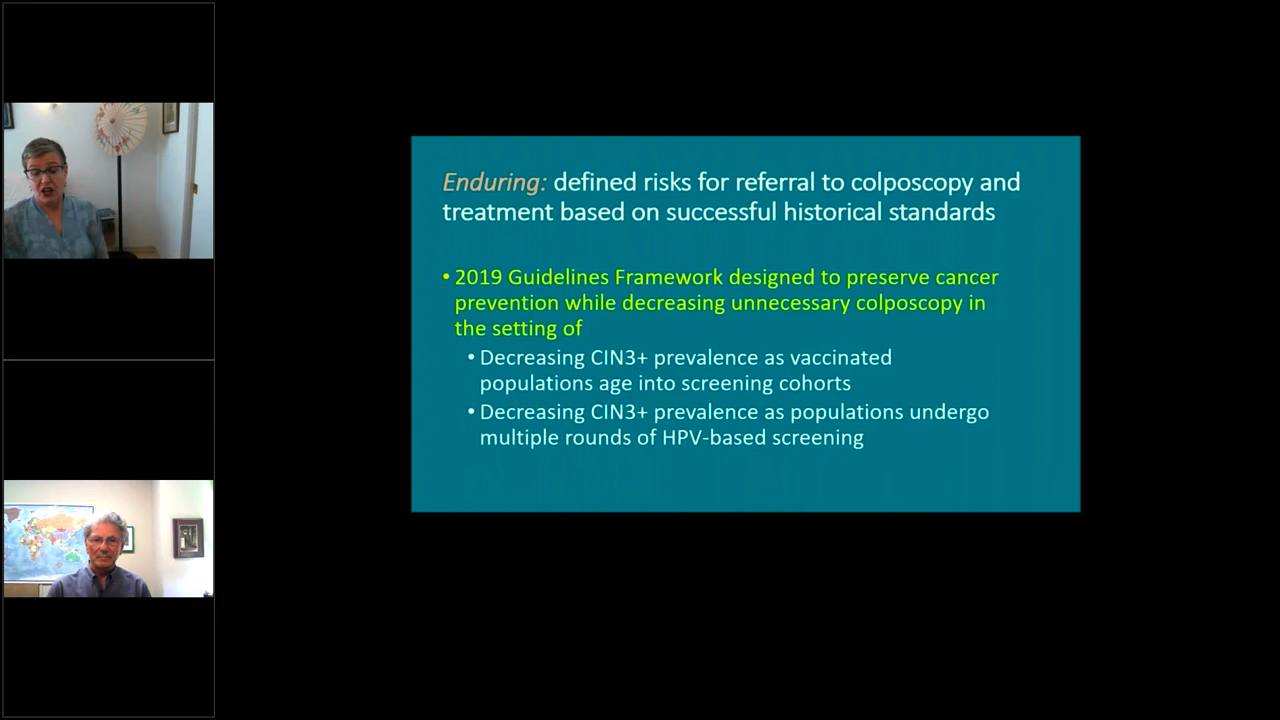 Enduring: defined risks for referral to colposcopy and
treatment based on successful historical standards
• 2019 Guidelines Framework designed to preserve cancer
prevention while decreasing unnecessary colposcopy in
the setting of
• Decreasing CIN3+ prevalence as vaccinated
populations age into screening cohorts
• Decreasing CIN3+ prevalence as populations undergo
multiple rounds of HPV-based screening